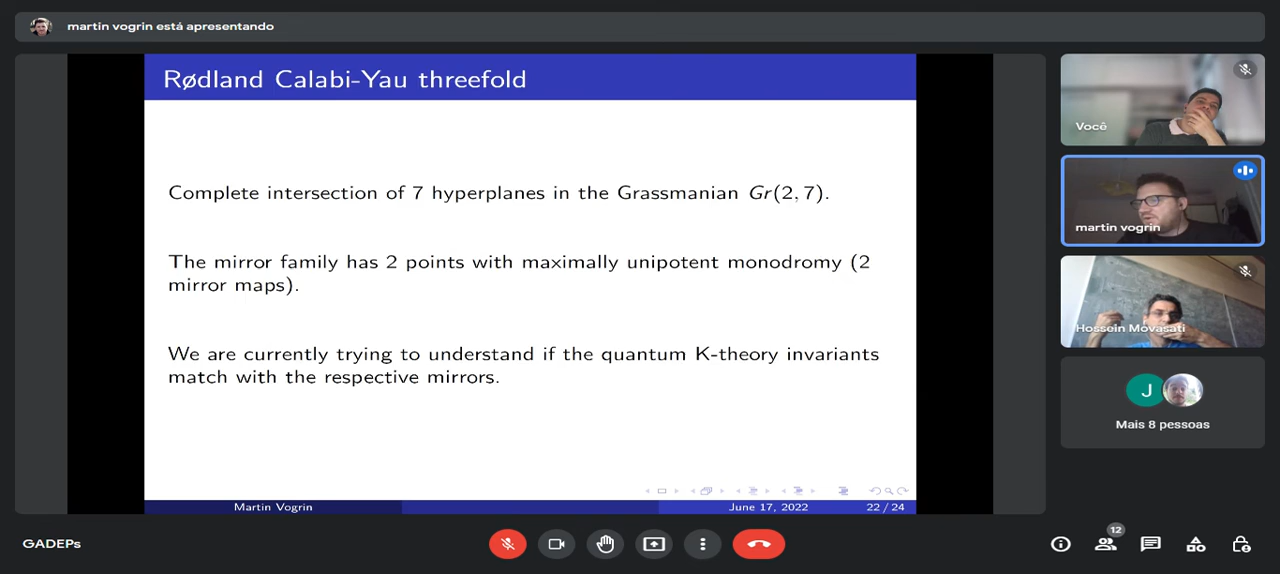 martin vogrin está apresentando
Rødland Calabi-Yau threefold
Complete intersection of 7 hyperplanes in the Grassmanian Gr(2, 7).
The mirror family has 2 points with maximally unipotent monodromy (2
mirror maps).
We are currently trying to understand if the quantum K-theory invariants
match with the respective mirrors.
Martin Vogrin
June 17, 2022
22 / 24
Você
martin vogrin
Hossein Movasati
J
Mais 8 pessoas
GADEPs
12